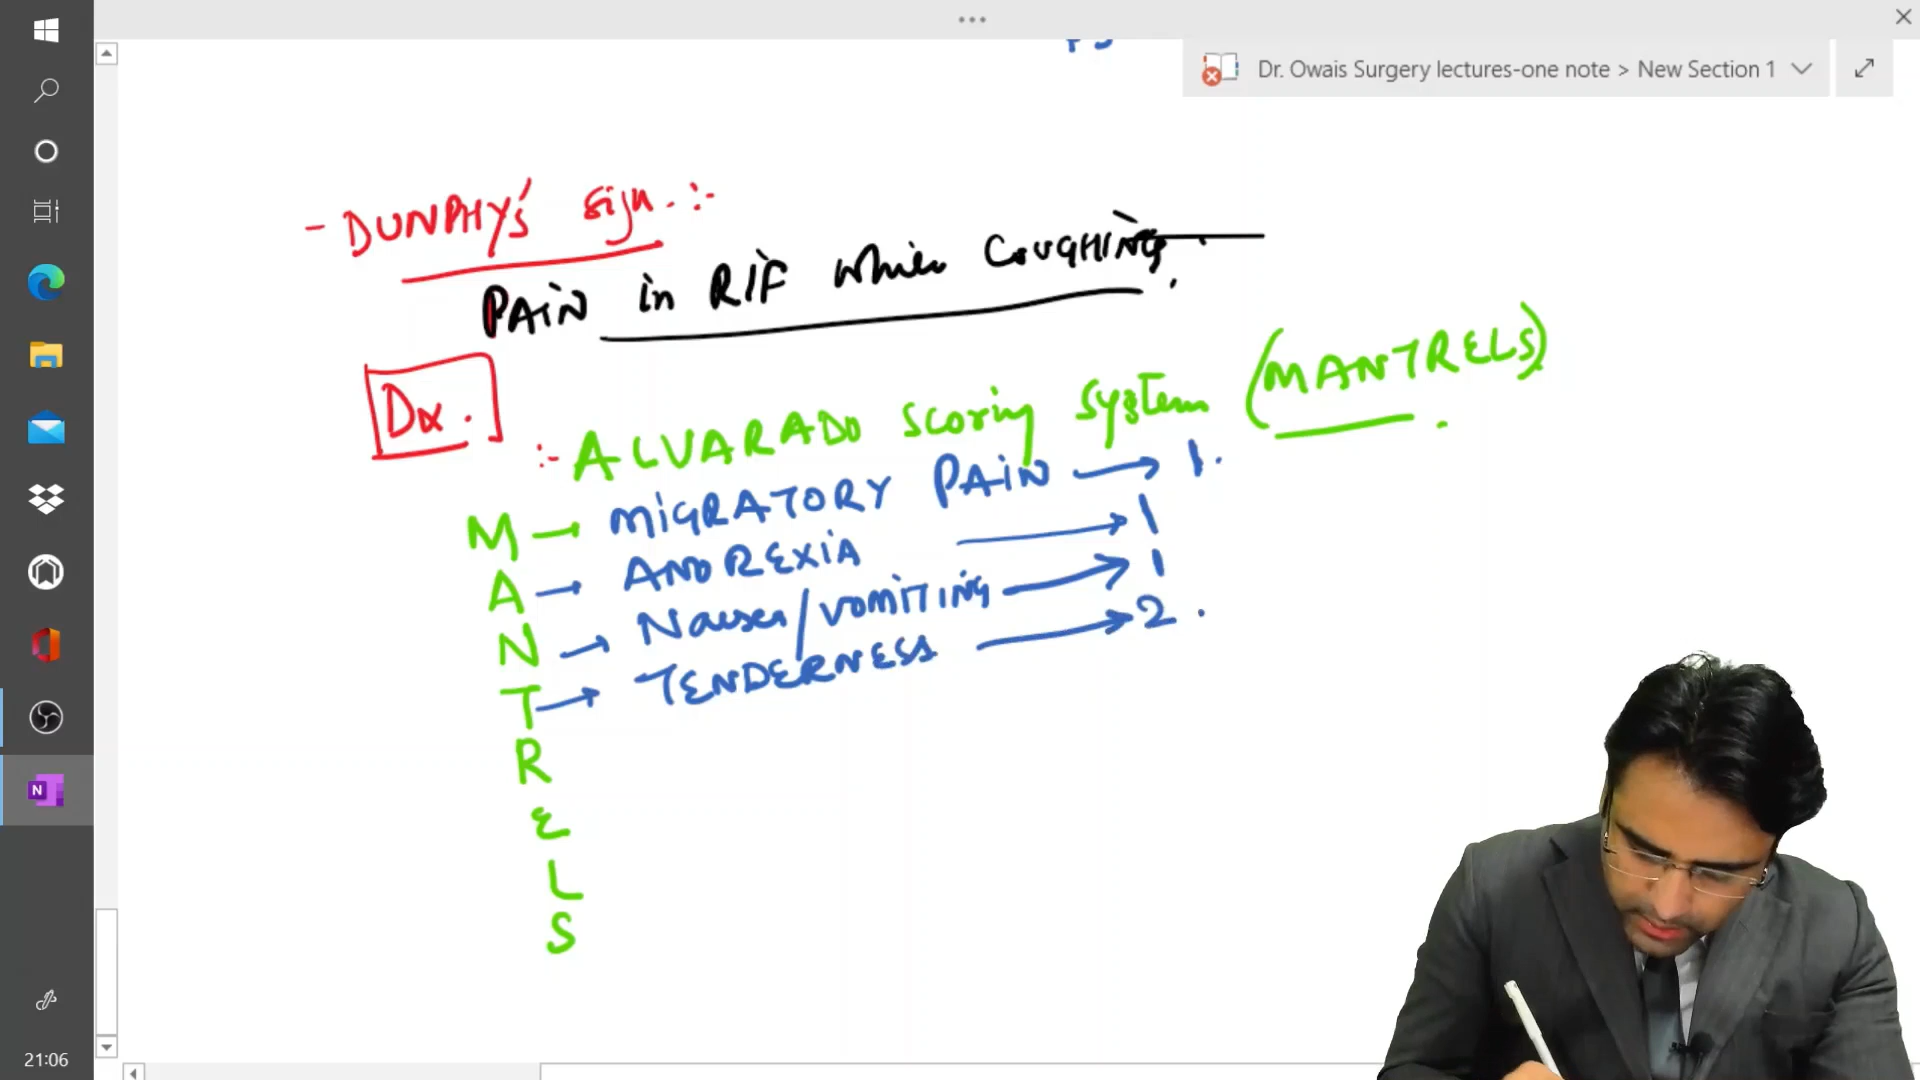 Dr. Owais Surgery lectures-one note > New Section 1
- DUNPHY's sign :-
PAIN in RIF while COUGHING.
Dx.
:- ALVARADO scoring system (MANTRELS)
M → MIGRATORY PAIN → 1.
A → ANOREXIA → 1
N → Nausea/VOMITING → 1
T → TENDERNESS → 2.
R
E
L
S
N
21:06